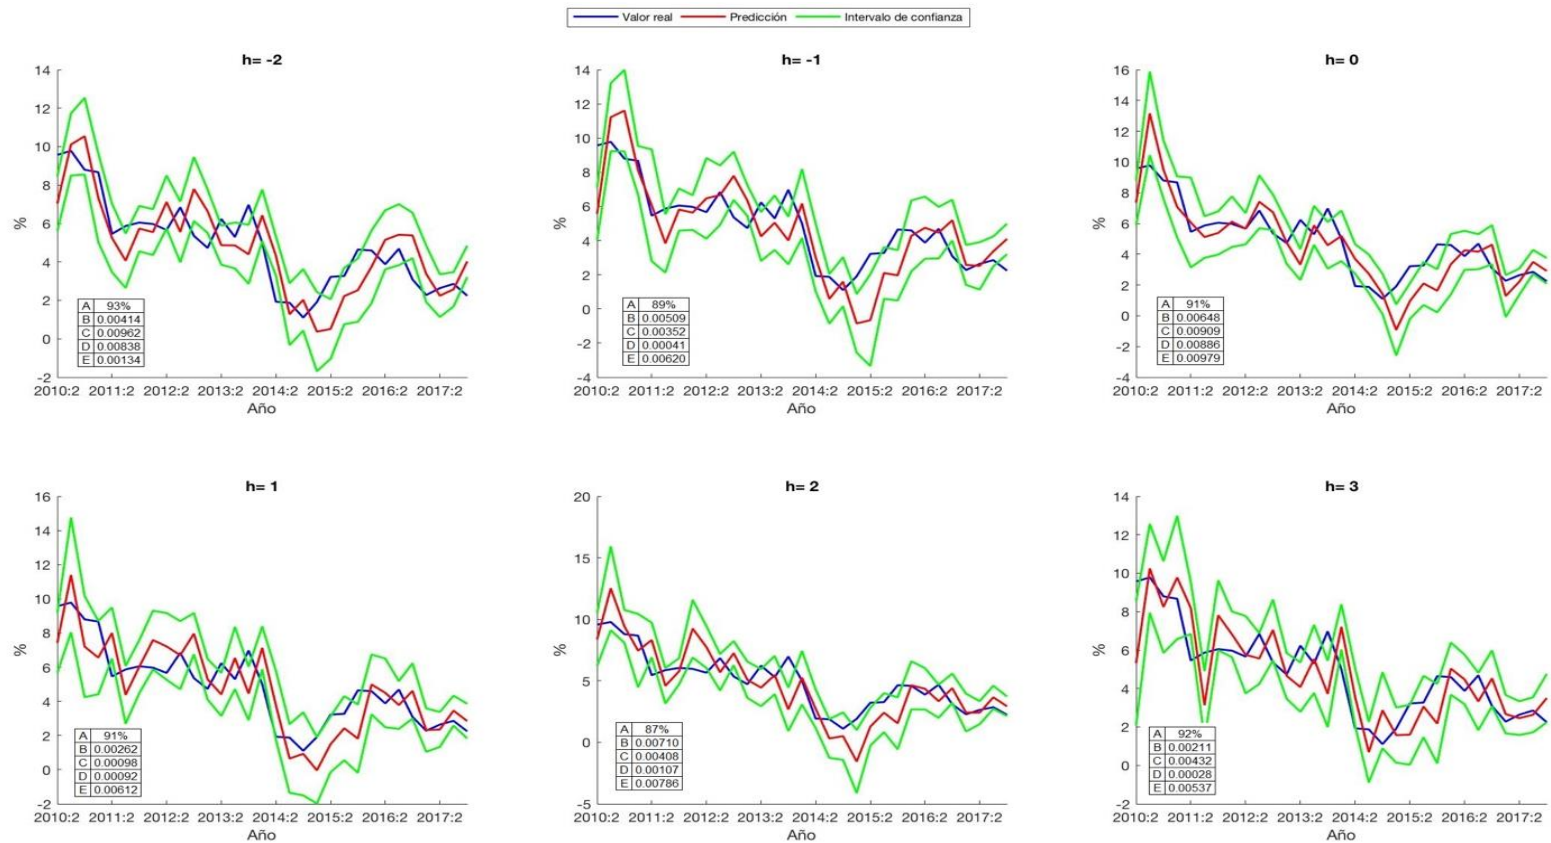 Valor real Predicción Intervalo de confianza
h= -2
14
12
10
8
6
4
2
0
-2
%
A 93%
B 0.00414
C 0.00962
D 0.00838
E 0.00134
2010:2 2011:2 2012:2 2013:2 2014:2 2015:2 2016:2 2017:2
Año
h= -1
14
12
10
8
6
4
2
0
-2
-4
%
A 89%
B 0.00509
C 0.00352
D 0.00041
E 0.00620
2010:2 2011:2 2012:2 2013:2 2014:2 2015:2 2016:2 2017:2
Año
h= 0
16
14
12
10
8
6
4
2
0
-2
-4
%
A 91%
B 0.00648
C 0.00909
D 0.00886
E 0.00979
2010:2 2011:2 2012:2 2013:2 2014:2 2015:2 2016:2 2017:2
Año
h= 1
16
14
12
10
8
6
4
2
0
-2
%
A 91%
B 0.00262
C 0.00098
D 0.00092
E 0.00612
2010:2 2011:2 2012:2 2013:2 2014:2 2015:2 2016:2 2017:2
Año
h= 2
20
15
10
5
0
-5
%
A 87%
B 0.00710
C 0.00408
D 0.00107
E 0.00786
2010:2 2011:2 2012:2 2013:2 2014:2 2015:2 2016:2 2017:2
Año
h= 3
14
12
10
8
6
4
2
0
-2
%
A 92%
B 0.00211
C 0.00432
D 0.00028
E 0.00537
2010:2 2011:2 2012:2 2013:2 2014:2 2015:2 2016:2 2017:2
Año